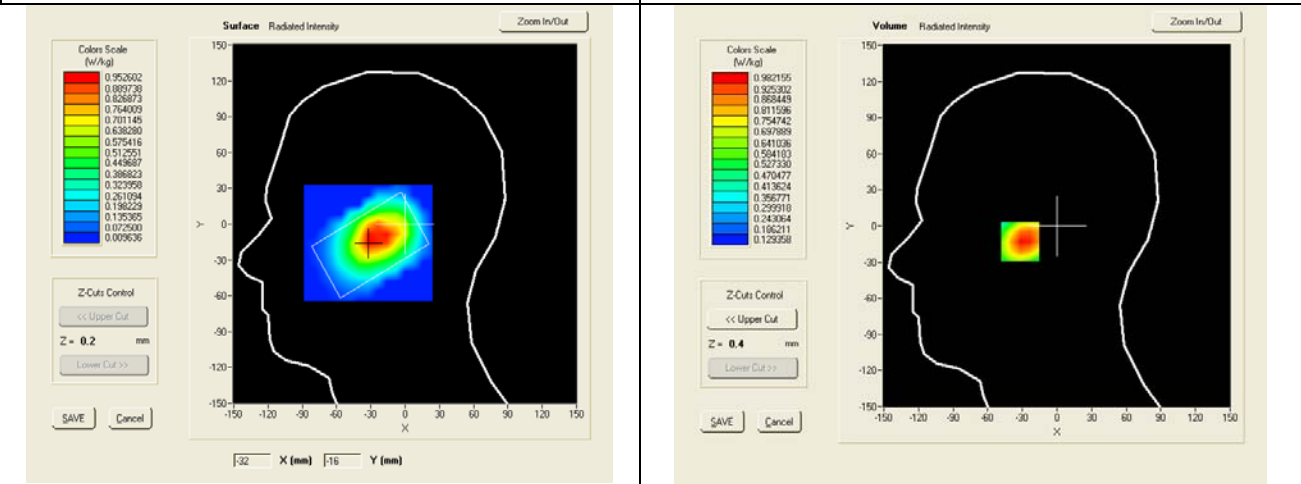 Surface Radiated Intensity
Zoom In/Out
Colors Scale
(W/kg)
0.952602
0.889738
0.826873
0.764009
0.701145
0.638280
0.575416
0.512551
0.449687
0.386823
0.323958
0.261094
0.198229
0.135365
0.072500
0.009636
Z-Cuts Control
<< Upper Cut
Z = 0.2 mm
Lower Cut >>
SAVE Cancel
150
120
90
60
30
0
-30
-60
-90
-120
-150
Y
-150 -120 -90 -60 -30 0 30 60 90 120 150
X
-32 X (mm) -16 Y (mm)
Volume Radiated Intensity
Zoom In/Out
Colors Scale
(W/kg)
0.982155
0.925302
0.868449
0.811596
0.754742
0.697889
0.641036
0.584183
0.527330
0.470477
0.413624
0.356771
0.299918
0.243064
0.186211
0.129358
Z-Cuts Control
<< Upper Cut
Z = 0.4 mm
Lower Cut >>
SAVE Cancel
150
120
90
60
30
0
-30
-60
-90
-120
-150
Y
-150 -120 -90 -60 -30 0 30 60 90 120 150
X